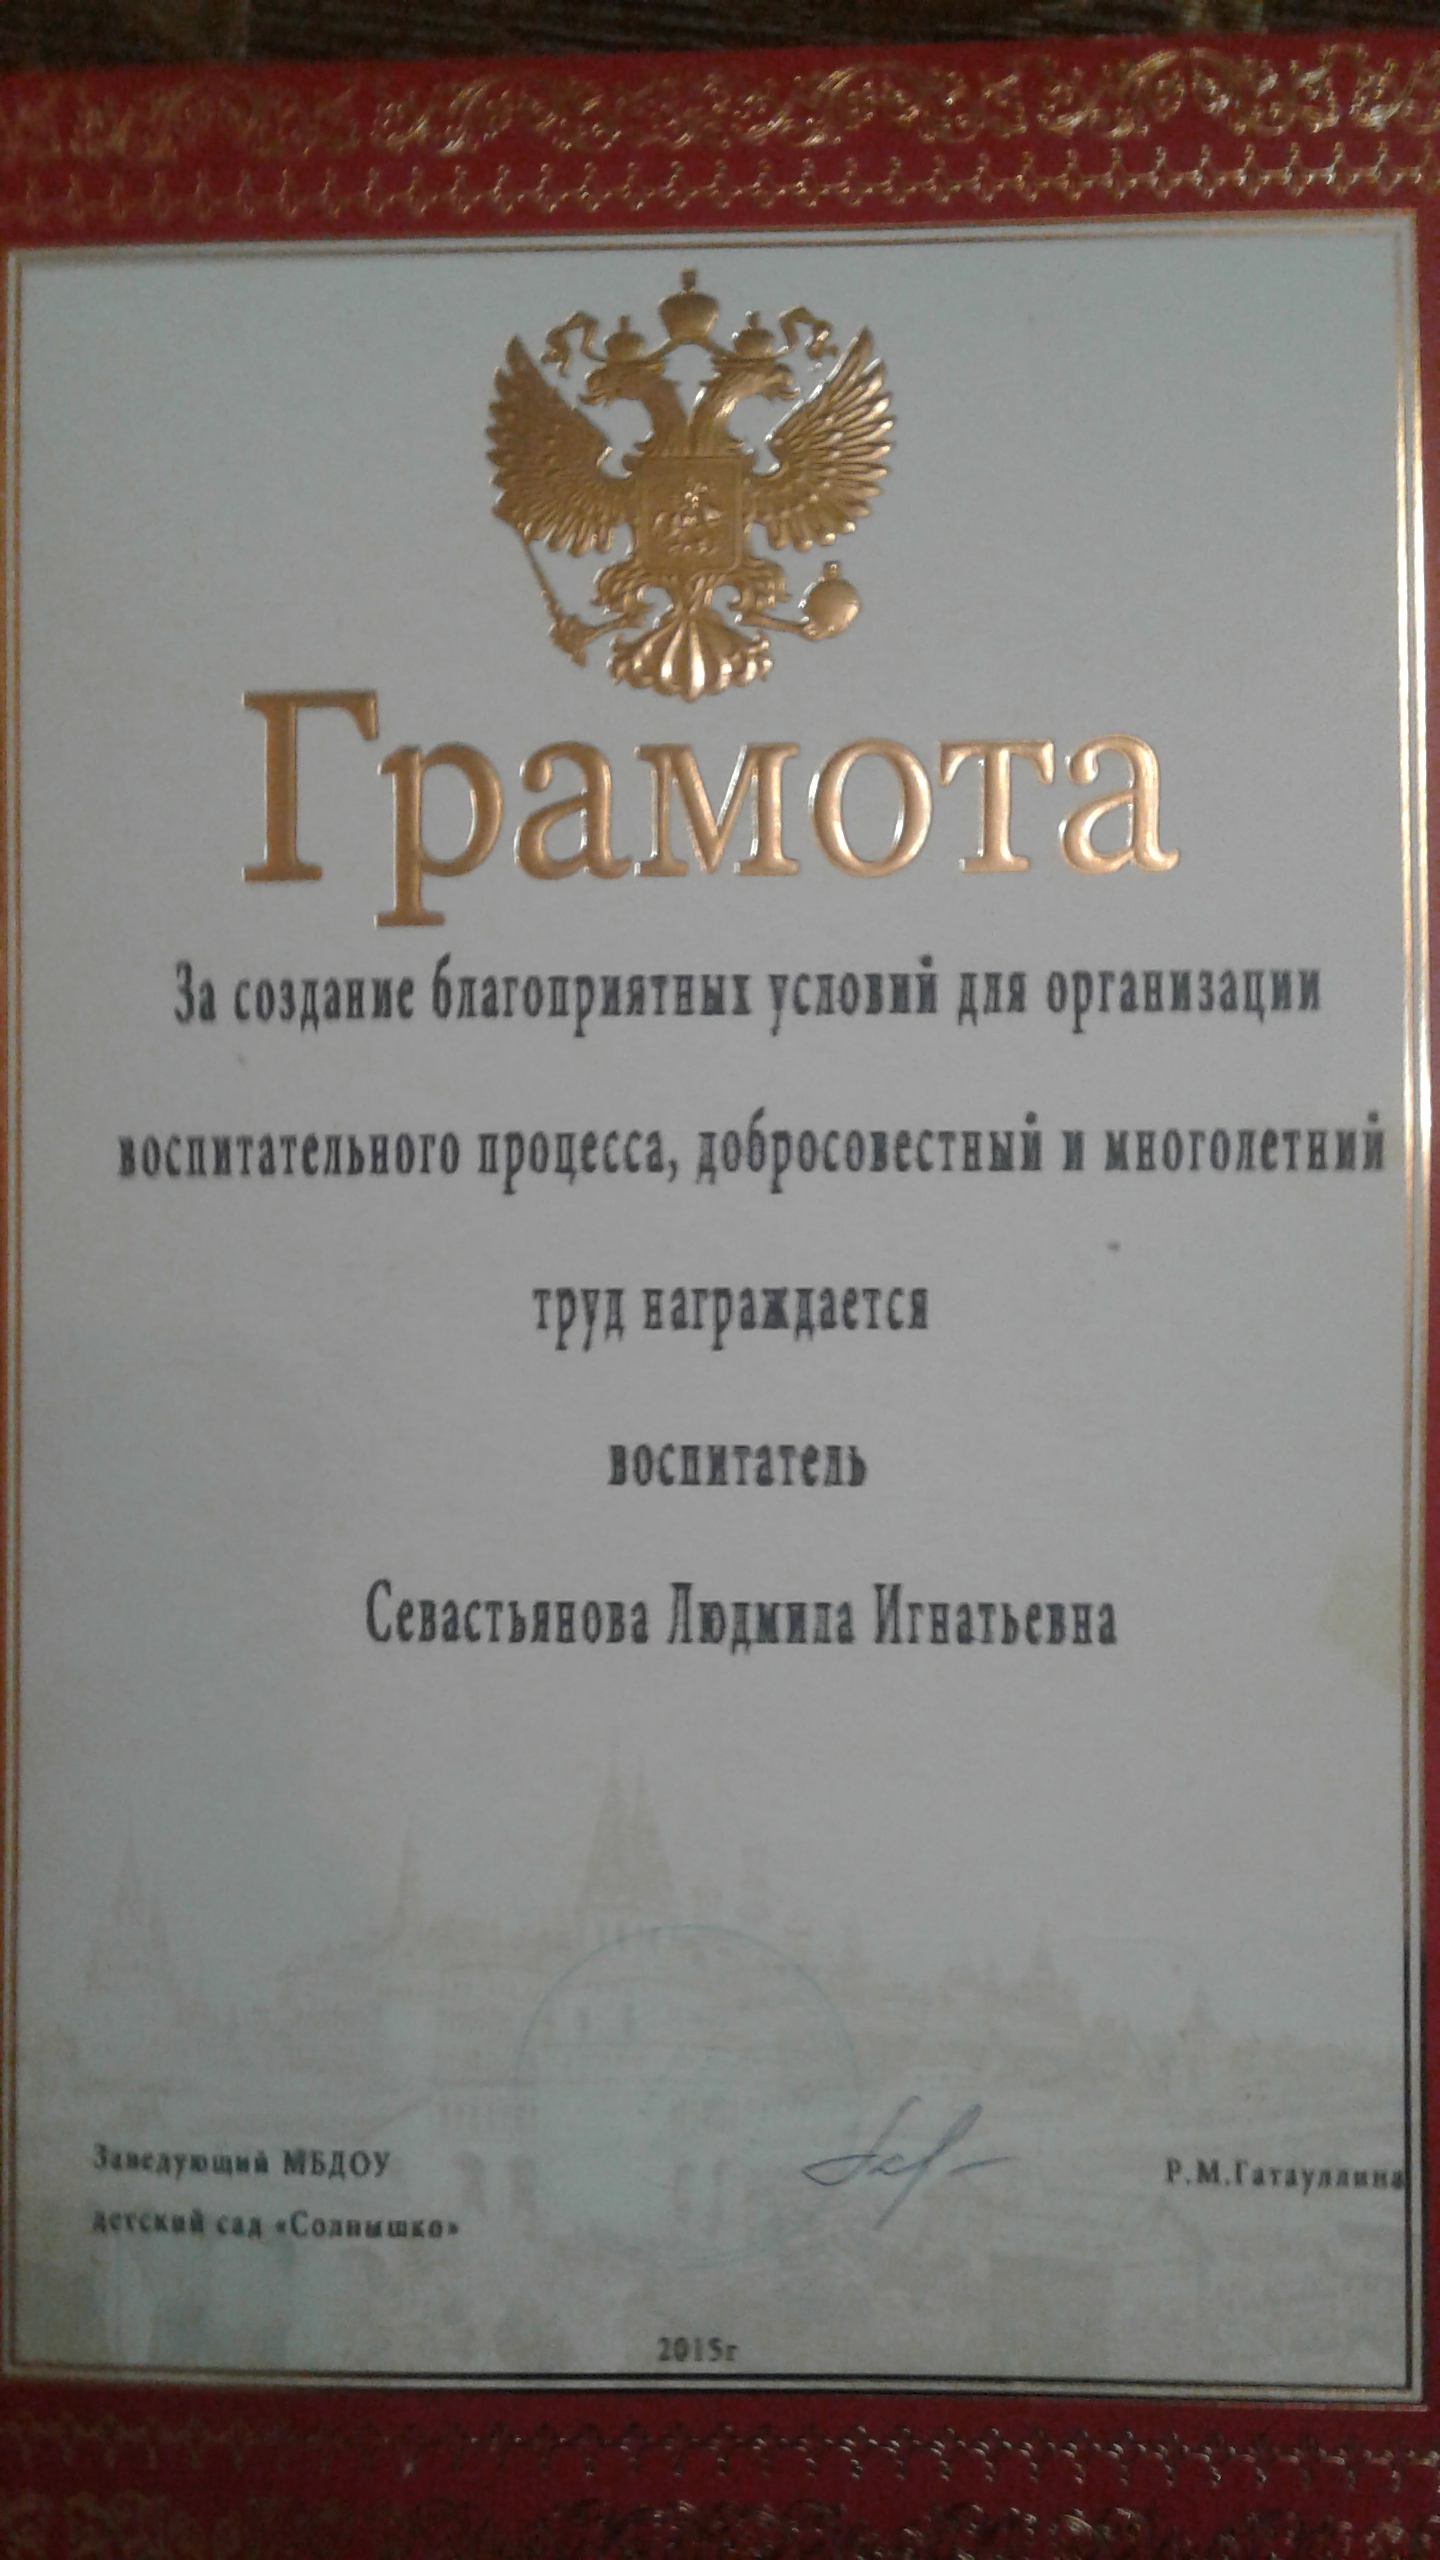 Грамота
За создание благоприятных условий для организации
воспитательного процесса, добросовестный и многолетний
труд награждается
воспитатель
Севастьянова Людмила Игнатьевна
Заведующий МБДОУ
детский сад «Солнышко»
Р.М.Гатауллина
2015г